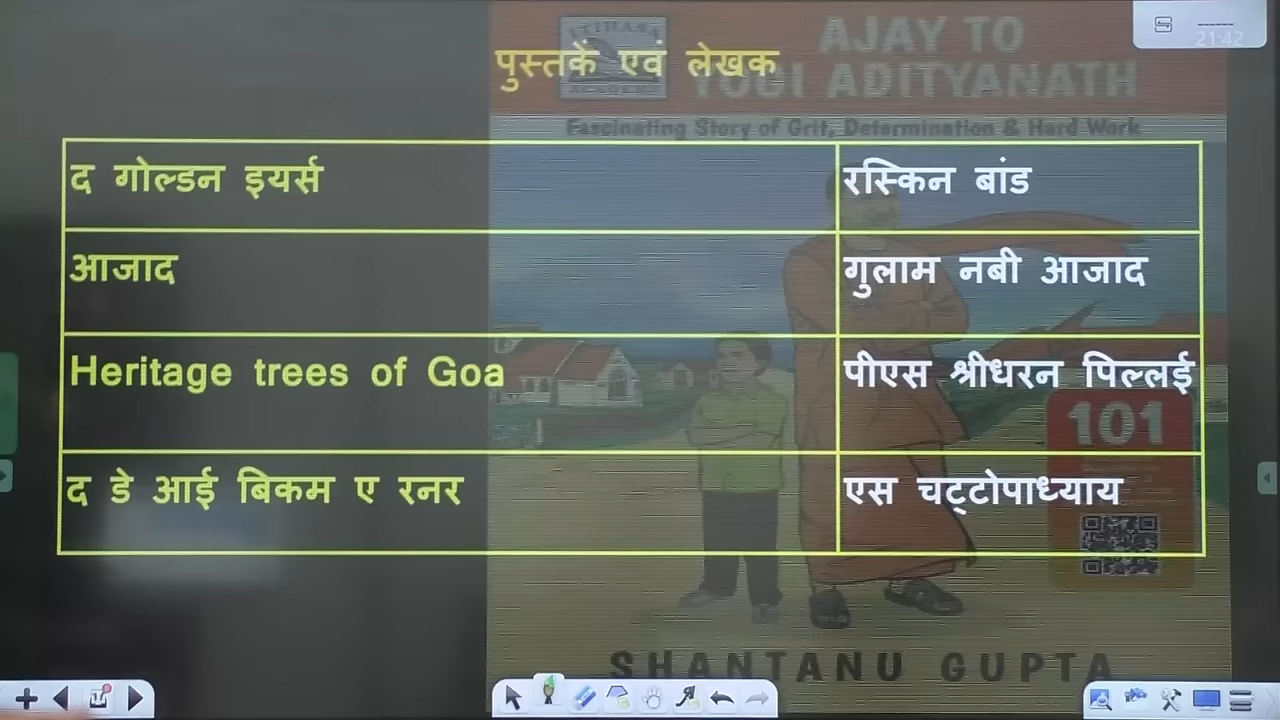 AJAY TO
21:42
पुस्तकें एवं लेखक
YOGI ADITYANATH
Fascinating Story of Grit, Determination & Hard Work
द गोल्डन इयर्स
रस्किन बांड
आजाद
गुलाम नबी आजाद
Heritage trees of Goa
पीएस श्रीधरन पिल्लई
101
द डे आई बिकम ए रनर
एस चट्टोपाध्याय
SHANTANU GUPTA